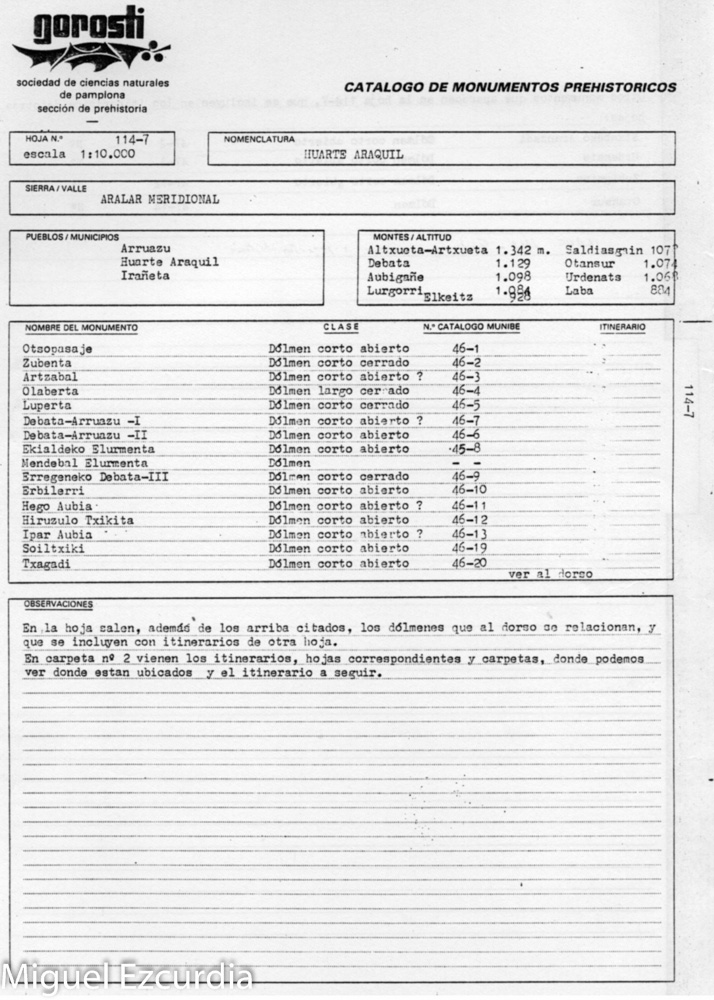 gorosti
sociedad de ciencias naturales
de pamplona
sección de prehistoria
CATALOGO DE MONUMENTOS PREHISTORICOS
HOJA N.º 114-7
escala 1:10.000
NOMENCLATURA
HUARTE ARAQUIL
SIERRA / VALLE
ARALAR MERIDIONAL
PUEBLOS / MUNICIPIOS
Arruazu
Huarte Araquil
Irañeta
MONTES / ALTITUD
Altxueta-Artxueta 1.342 m. Saldiasgain 107
Debata 1.129 Otansur 1.074
Aubigañe 1.098 Urdenats 1.06
Lurgorri 1.084 Laba 884
Elkeitz 928
NOMBRE DEL MONUMENTO CLASE N.º CATALOGO MUNIBE ITINERARIO
Otsopasaje Dólmen corto abierto 46-1
Zubenta Dólmen corto cerrado 46-2
Artzabal Dólmen corto abierto ? 46-3
Olaberta Dólmen largo cerrado 46-4
Luperta Dólmen corto cerrado 46-5
Debata-Arruazu -I Dólmen corto abierto ? 46-7
Debata-Arruazu -II Dólmen corto abierto 46-6
Ekialdeko Elurmenta Dólmen corto abierto 45-8
Mendebal Elurmenta Dólmen - -
Erregeneko Debata-III Dólmen corto cerrado 46-9
Erbilerri Dólmen corto abierto 46-10
Hego Aubia Dólmen corto abierto ? 46-11
Hiruzulo Txikita Dólmen corto abierto 46-12
Ipar Aubia Dólmen corto abierto ? 46-13
Soiltxiki Dólmen corto abierto 46-19
Txagadi Dólmen corto abierto 46-20
ver al dorso
114-7
OBSERVACIONES
En la hoja salen, además de los arriba citados, los dólmenes que al dorso se relacionan, y
que se incluyen con itinerarios de otra hoja.
En carpeta nº 2 vienen los itinerarios, hojas correspondientes y carpetas, donde podemos
ver donde estan ubicados y el itinerario a seguir.
Miguel Ezcurdia